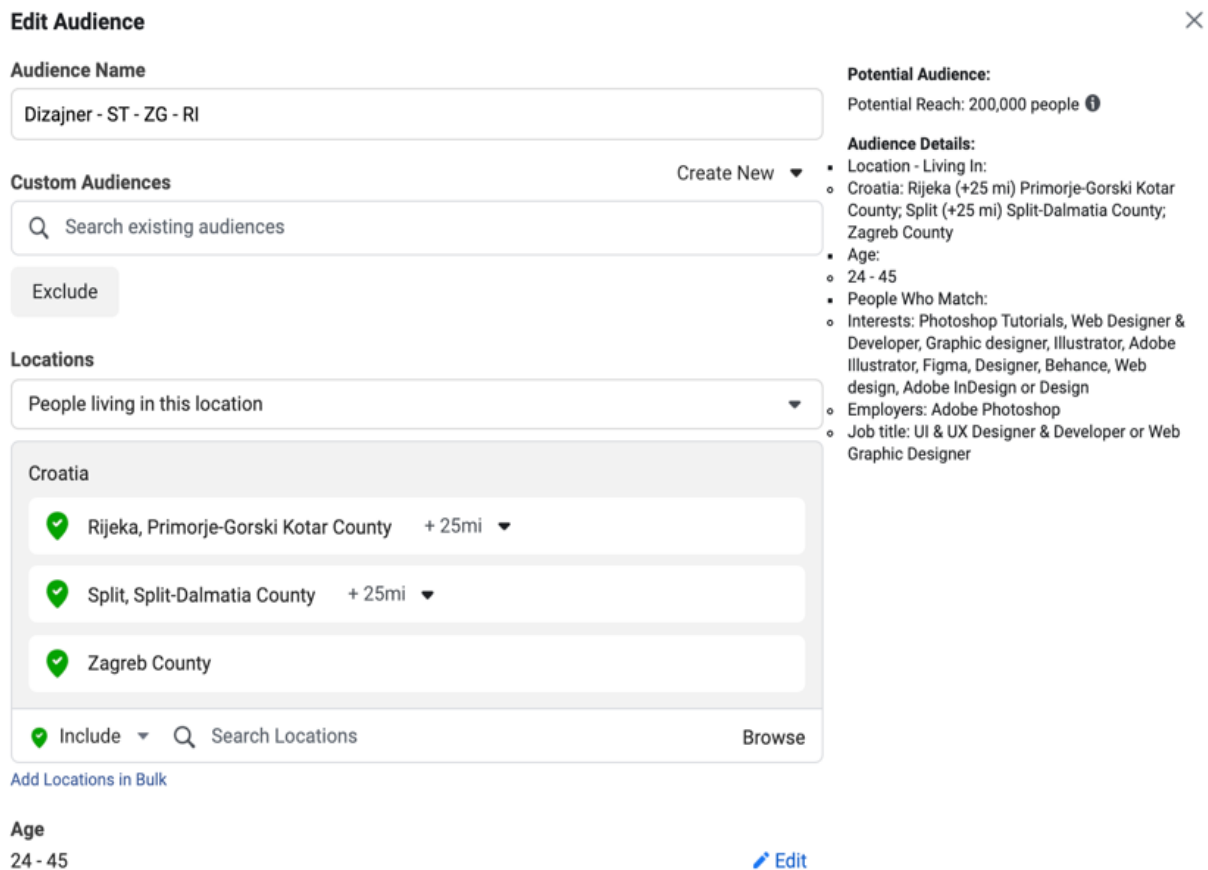 Edit Audience
Audience Name
Dizajner - ST - ZG - RI
Custom Audiences
Create New
Search existing audiences
Exclude
Locations
People living in this location
Croatia
Rijeka, Primorje-Gorski Kotar County + 25mi
Split, Split-Dalmatia County + 25mi
Zagreb County
Include Search Locations Browse
Add Locations in Bulk
Age
24 - 45 Edit
Potential Audience:
Potential Reach: 200,000 people
Audience Details:
Location - Living In:
Croatia: Rijeka (+25 mi) Primorje-Gorski Kotar
County; Split (+25 mi) Split-Dalmatia County;
Zagreb County
Age:
24 - 45
People Who Match:
Interests: Photoshop Tutorials, Web Designer &
Developer, Graphic designer, Illustrator, Adobe
Illustrator, Figma, Designer, Behance, Web
design, Adobe InDesign or Design
Employers: Adobe Photoshop
Job title: UI & UX Designer & Developer or Web
Graphic Designer